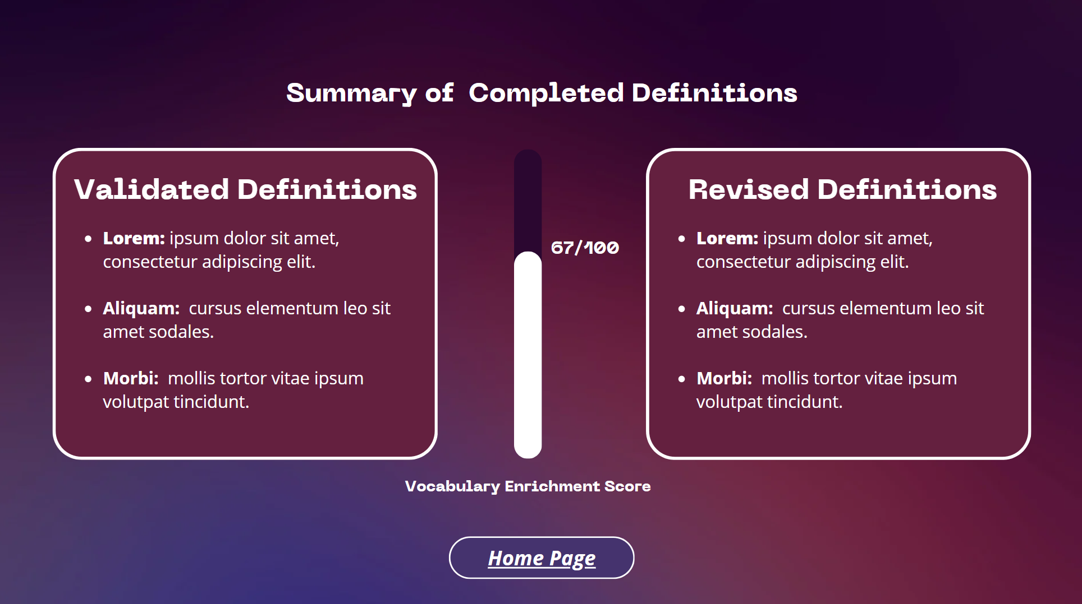 Summary of  Completed Definitions
Validated Definitions
• Lorem: ipsum dolor sit amet,
consectetur adipiscing elit.
• Aliquam:  cursus elementum leo sit
amet sodales.
• Morbi:  mollis tortor vitae ipsum
volutpat tincidunt.
67/100
Vocabulary Enrichment Score
Revised Definitions
• Lorem: ipsum dolor sit amet,
consectetur adipiscing elit.
• Aliquam:  cursus elementum leo sit
amet sodales.
• Morbi:  mollis tortor vitae ipsum
volutpat tincidunt.
Home Page